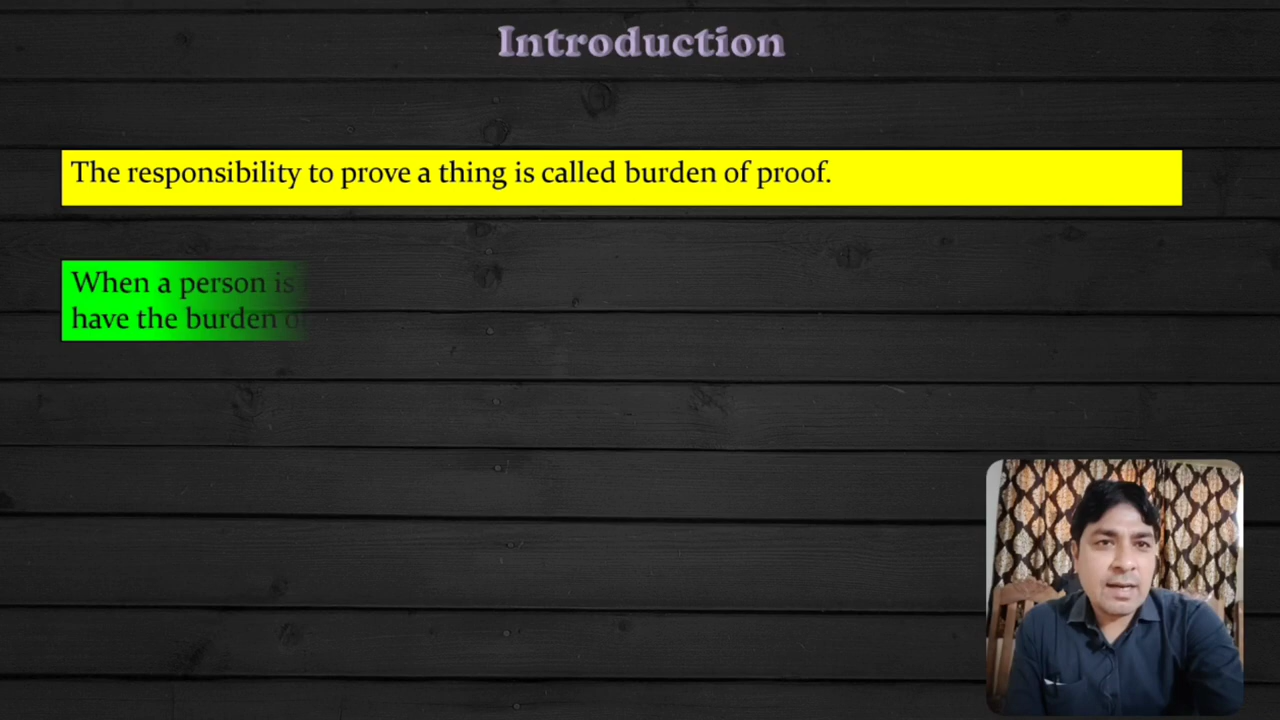 Introduction
The responsibility to prove a thing is called burden of proof.
When a person is
have the burden